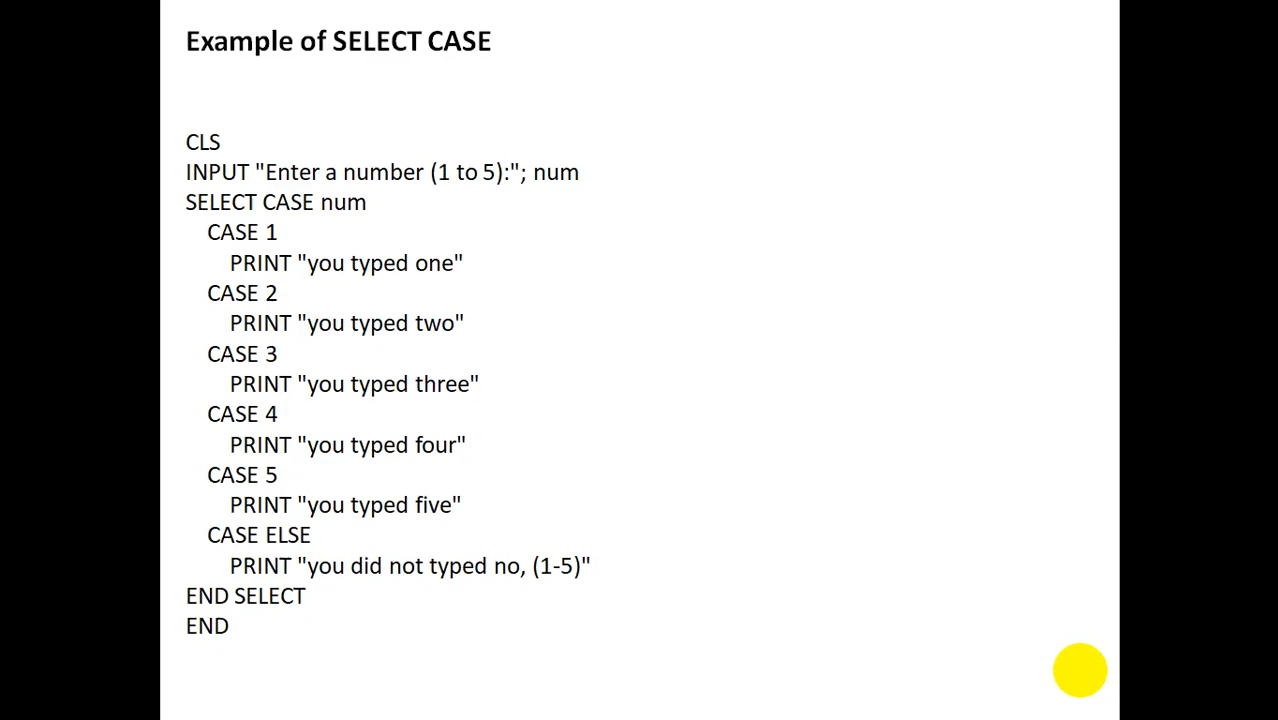 Example of SELECT CASE
CLS
INPUT "Enter a number (1 to 5):"; num
SELECT CASE num
CASE 1
PRINT "you typed one"
CASE 2
PRINT "you typed two"
CASE 3
PRINT "you typed three"
CASE 4
PRINT "you typed four"
CASE 5
PRINT "you typed five"
CASE ELSE
PRINT "you did not typed no, (1-5)"
END SELECT
END